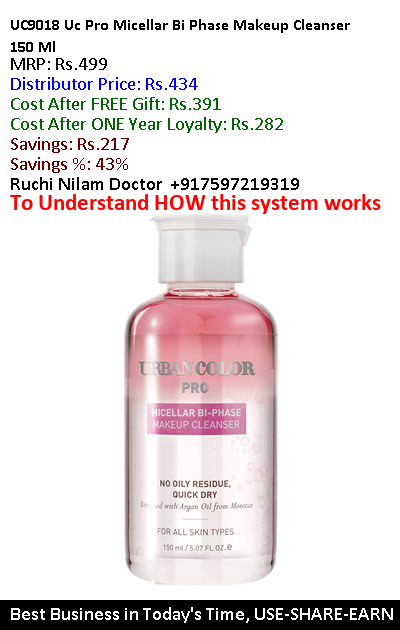 UC9018 Uc Pro Micellar Bi Phase Makeup Cleanser
150 Ml
MRP: Rs.499
Distributor Price: Rs.434
Cost After FREE Gift: Rs.391
Cost After ONE Year Loyalty: Rs.282
Savings: Rs.217
Savings %: 43%
Ruchi Nilam Doctor +917597219319
To Understand HOW this system works
URBAN COLOR
PRO
MICELLAR BI-PHASE
MAKEUP CLEANSER
NO OILY RESIDUE,
QUICK DRY
Enriched with Argan Oil from Morocco
FOR ALL SKIN TYPES
150 ml / 5.07 FL.OZ.e
Best Business in Today's Time, USE-SHARE-EARN